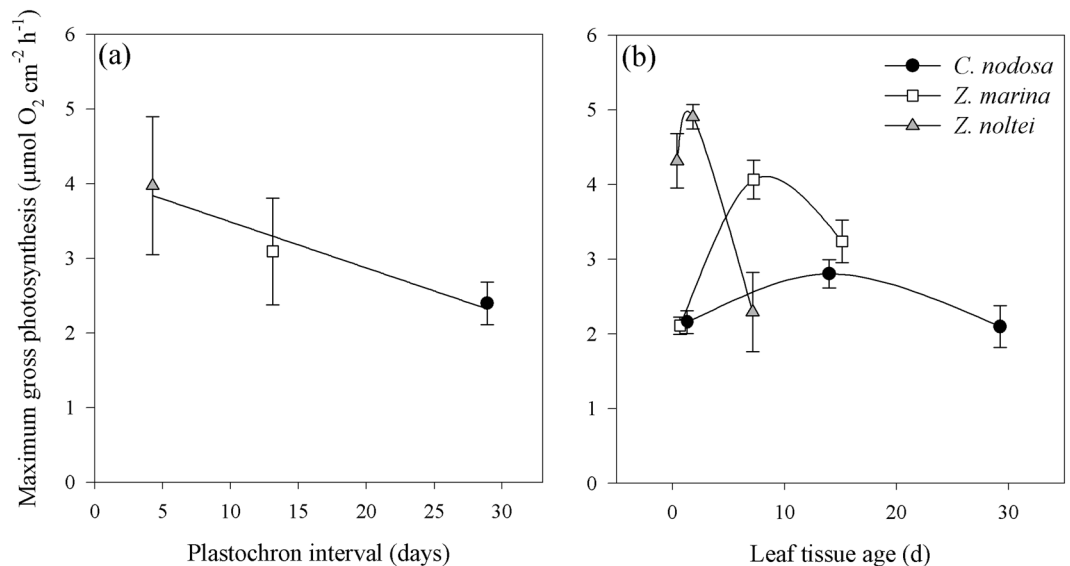 Maximum gross photosynthesis (μmol O₂ cm⁻² h⁻¹)
(a)
6
5
4
3
2
1
0
0 5 10 15 20 25 30
Plastochron interval (days)
(b)
C. nodosa
Z. marina
Z. noltei
6
5
4
3
2
1
0
0 10 20 30
Leaf tissue age (d)